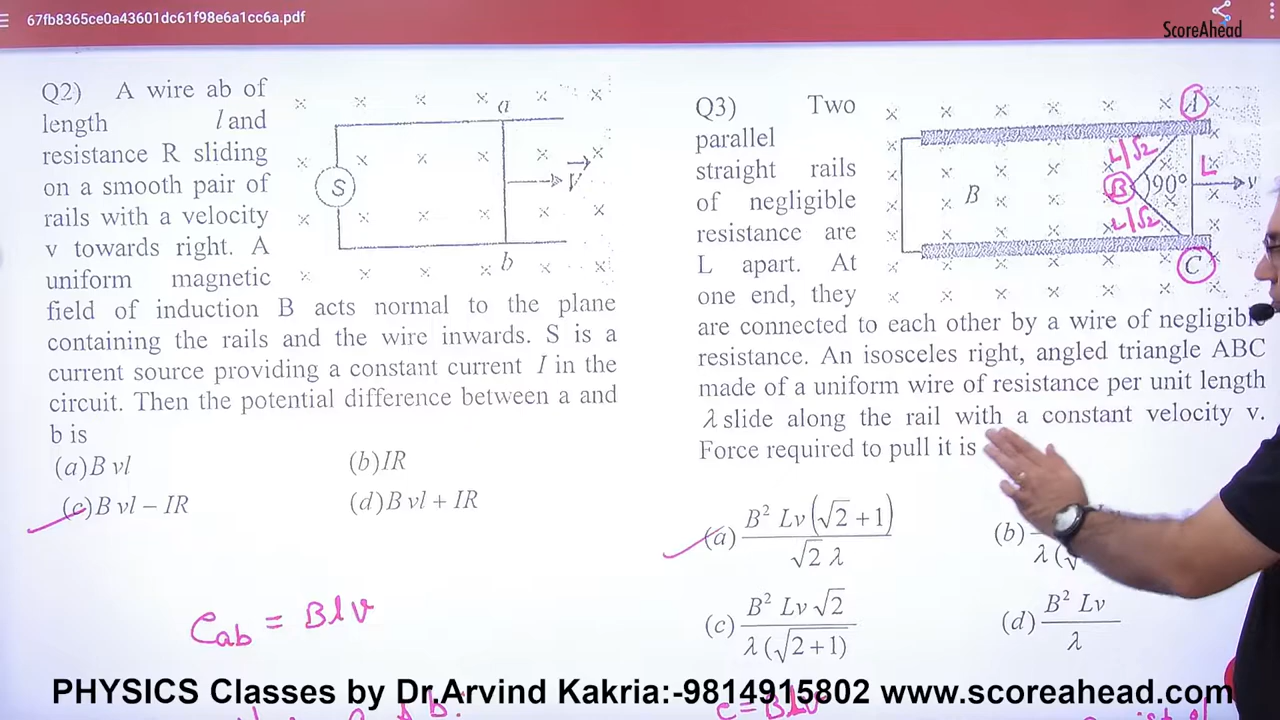 67fb8365ce0a43601dc61f98e6a1cc6a.pdf
ScoreAhead
Q2) A wire ab of
length l and
resistance R sliding
on a smooth pair of
rails with a velocity
v towards right. A
uniform magnetic
field of induction B acts normal to the plane
containing the rails and the wire inwards. S is a
current source providing a constant current I in the
circuit. Then the potential difference between a and
b is
(a) B vl
(b) IR
(c) B vl – IR
(d) B vl + IR
a
S
V
b
e_ab = Blv
Q3) Two
parallel
straight rails
of negligible
resistance are
L apart. At
one end, they
are connected to each other by a wire of negligible
resistance. An isosceles right, angled triangle ABC
made of a uniform wire of resistance per unit length
λ slide along the rail with a constant velocity v.
Force required to pull it is
A
L/√2
L
B
B
90°
v
L/√2
C
(a) B² Lv(√2 + 1) / √2 λ
(b)
(c) B² Lv √2 / λ (√2 + 1)
(d) B² Lv / λ
e = BLV
PHYSICS Classes by Dr.Arvind Kakria:-9814915802 www.scoreahead.com